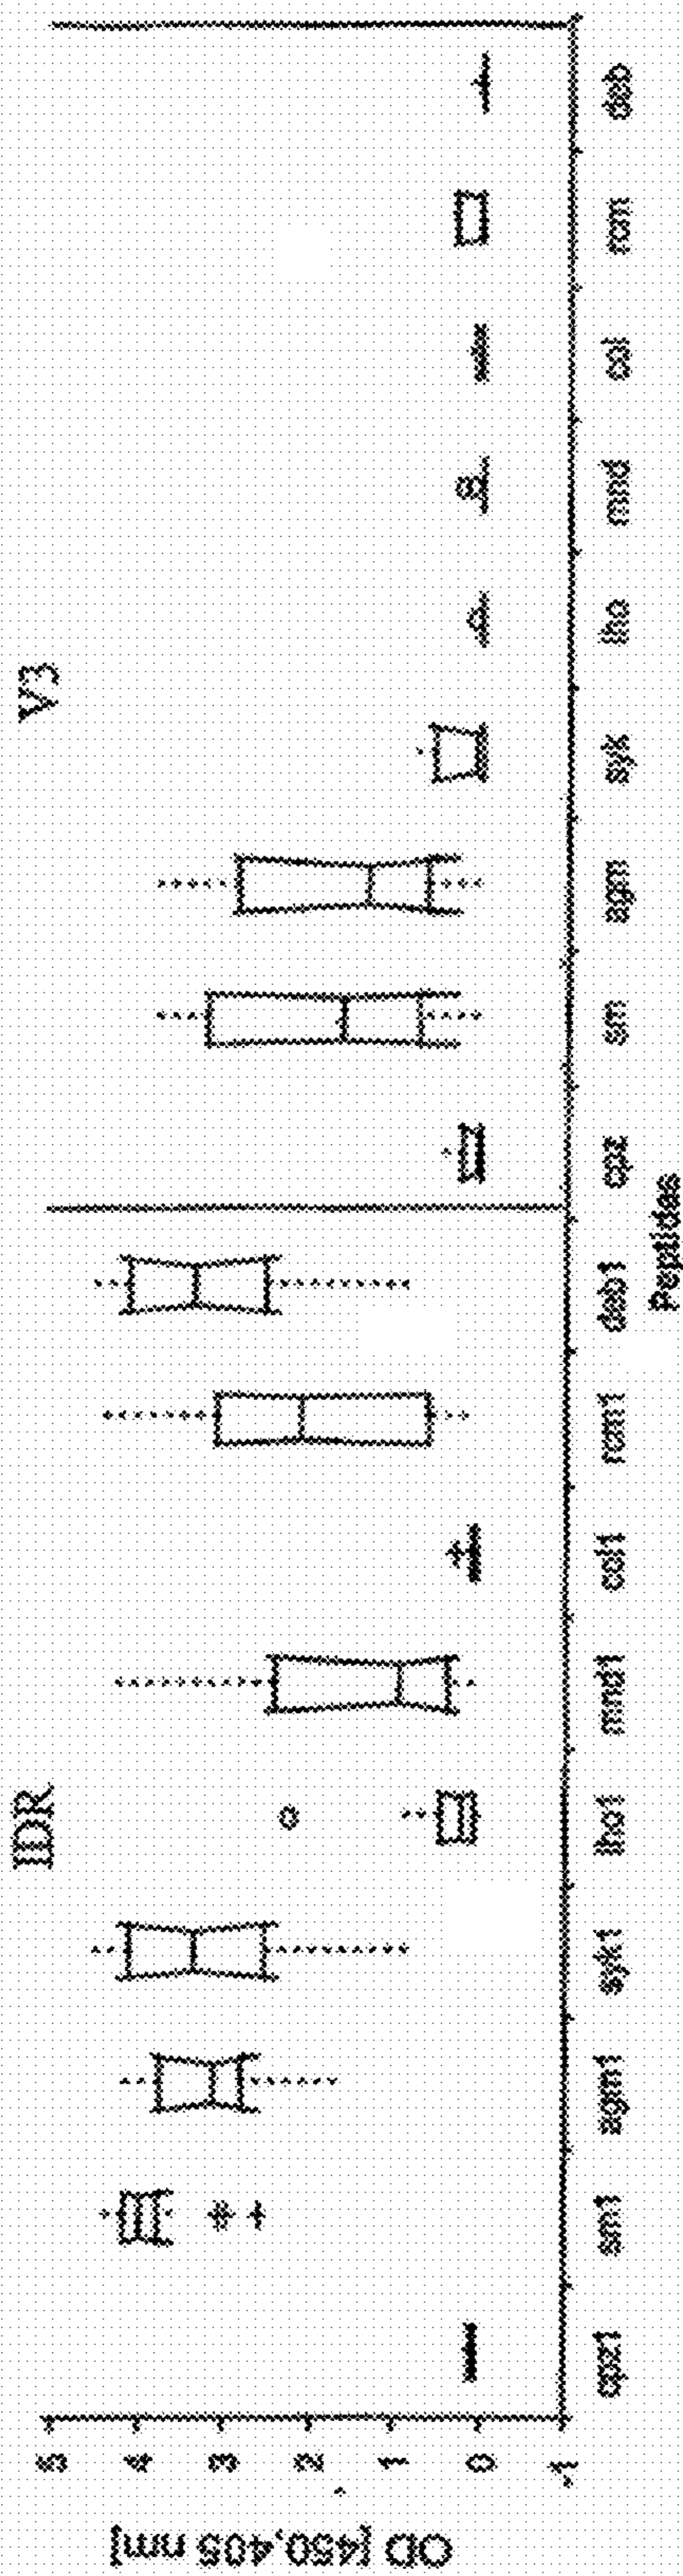 IDR
V3
OD [450,405 nm]
5
4
3
2
1
0
-1
cpz1
sm1
agm1
syk1
lho1
mnd1
col1
rcm1
deb1
cpz
sm
agm
syk
lho
mnd
col
rcm
deb
Peptides